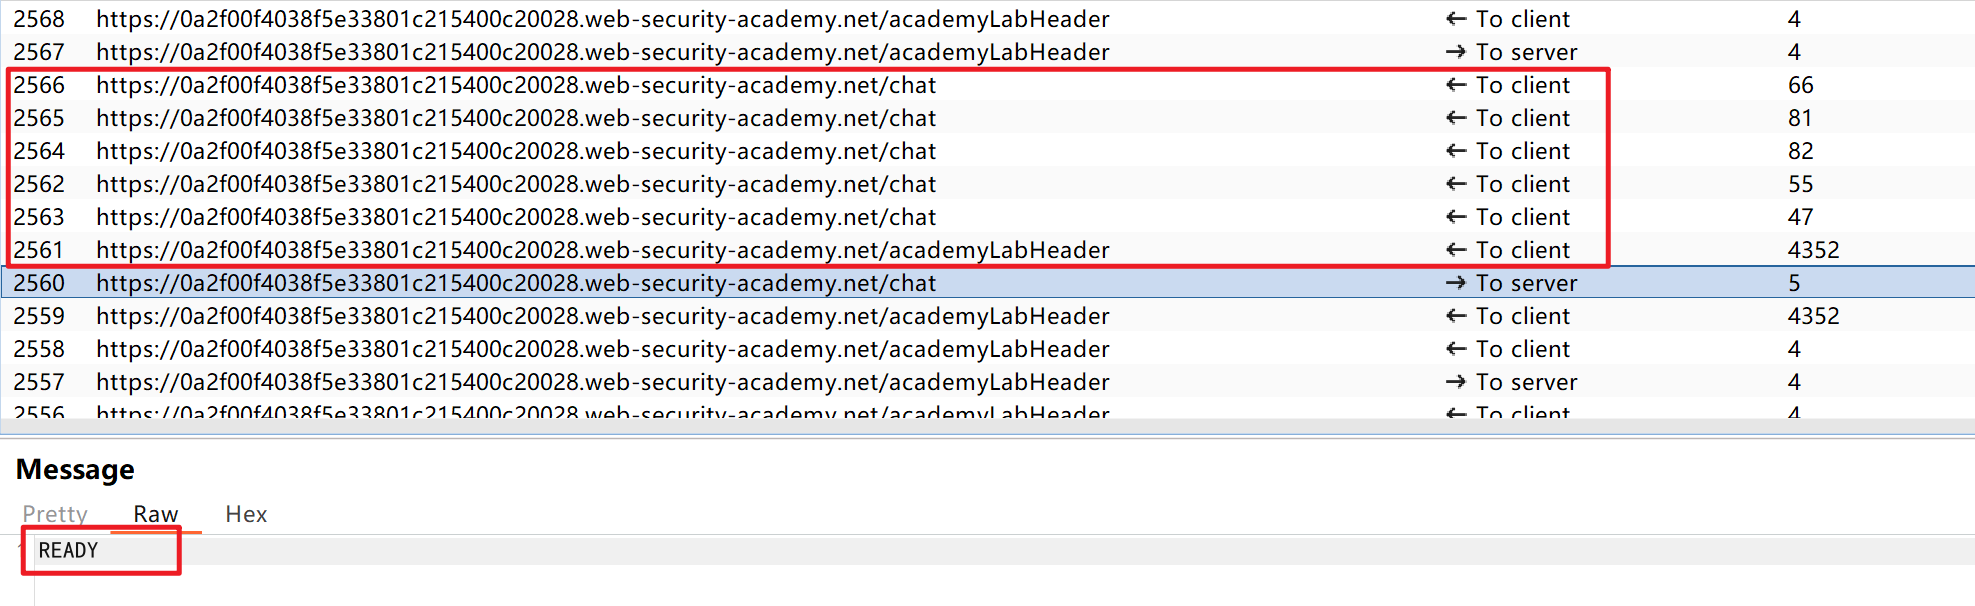 2568 https://0a2f00f4038f5e33801c215400c20028.web-security-academy.net/academyLabHeader ← To client 4
2567 https://0a2f00f4038f5e33801c215400c20028.web-security-academy.net/academyLabHeader → To server 4
2566 https://0a2f00f4038f5e33801c215400c20028.web-security-academy.net/chat ← To client 66
2565 https://0a2f00f4038f5e33801c215400c20028.web-security-academy.net/chat ← To client 81
2564 https://0a2f00f4038f5e33801c215400c20028.web-security-academy.net/chat ← To client 82
2562 https://0a2f00f4038f5e33801c215400c20028.web-security-academy.net/chat ← To client 55
2563 https://0a2f00f4038f5e33801c215400c20028.web-security-academy.net/chat ← To client 47
2561 https://0a2f00f4038f5e33801c215400c20028.web-security-academy.net/academyLabHeader ← To client 4352
2560 https://0a2f00f4038f5e33801c215400c20028.web-security-academy.net/chat → To server 5
2559 https://0a2f00f4038f5e33801c215400c20028.web-security-academy.net/academyLabHeader ← To client 4352
2558 https://0a2f00f4038f5e33801c215400c20028.web-security-academy.net/academyLabHeader ← To client 4
2557 https://0a2f00f4038f5e33801c215400c20028.web-security-academy.net/academyLabHeader → To server 4
2556 https://0a2f00f4038f5e33801c215400c20028.web-security-academy.net/academyLabHeader ← To client 4
Message
Pretty Raw Hex
READY